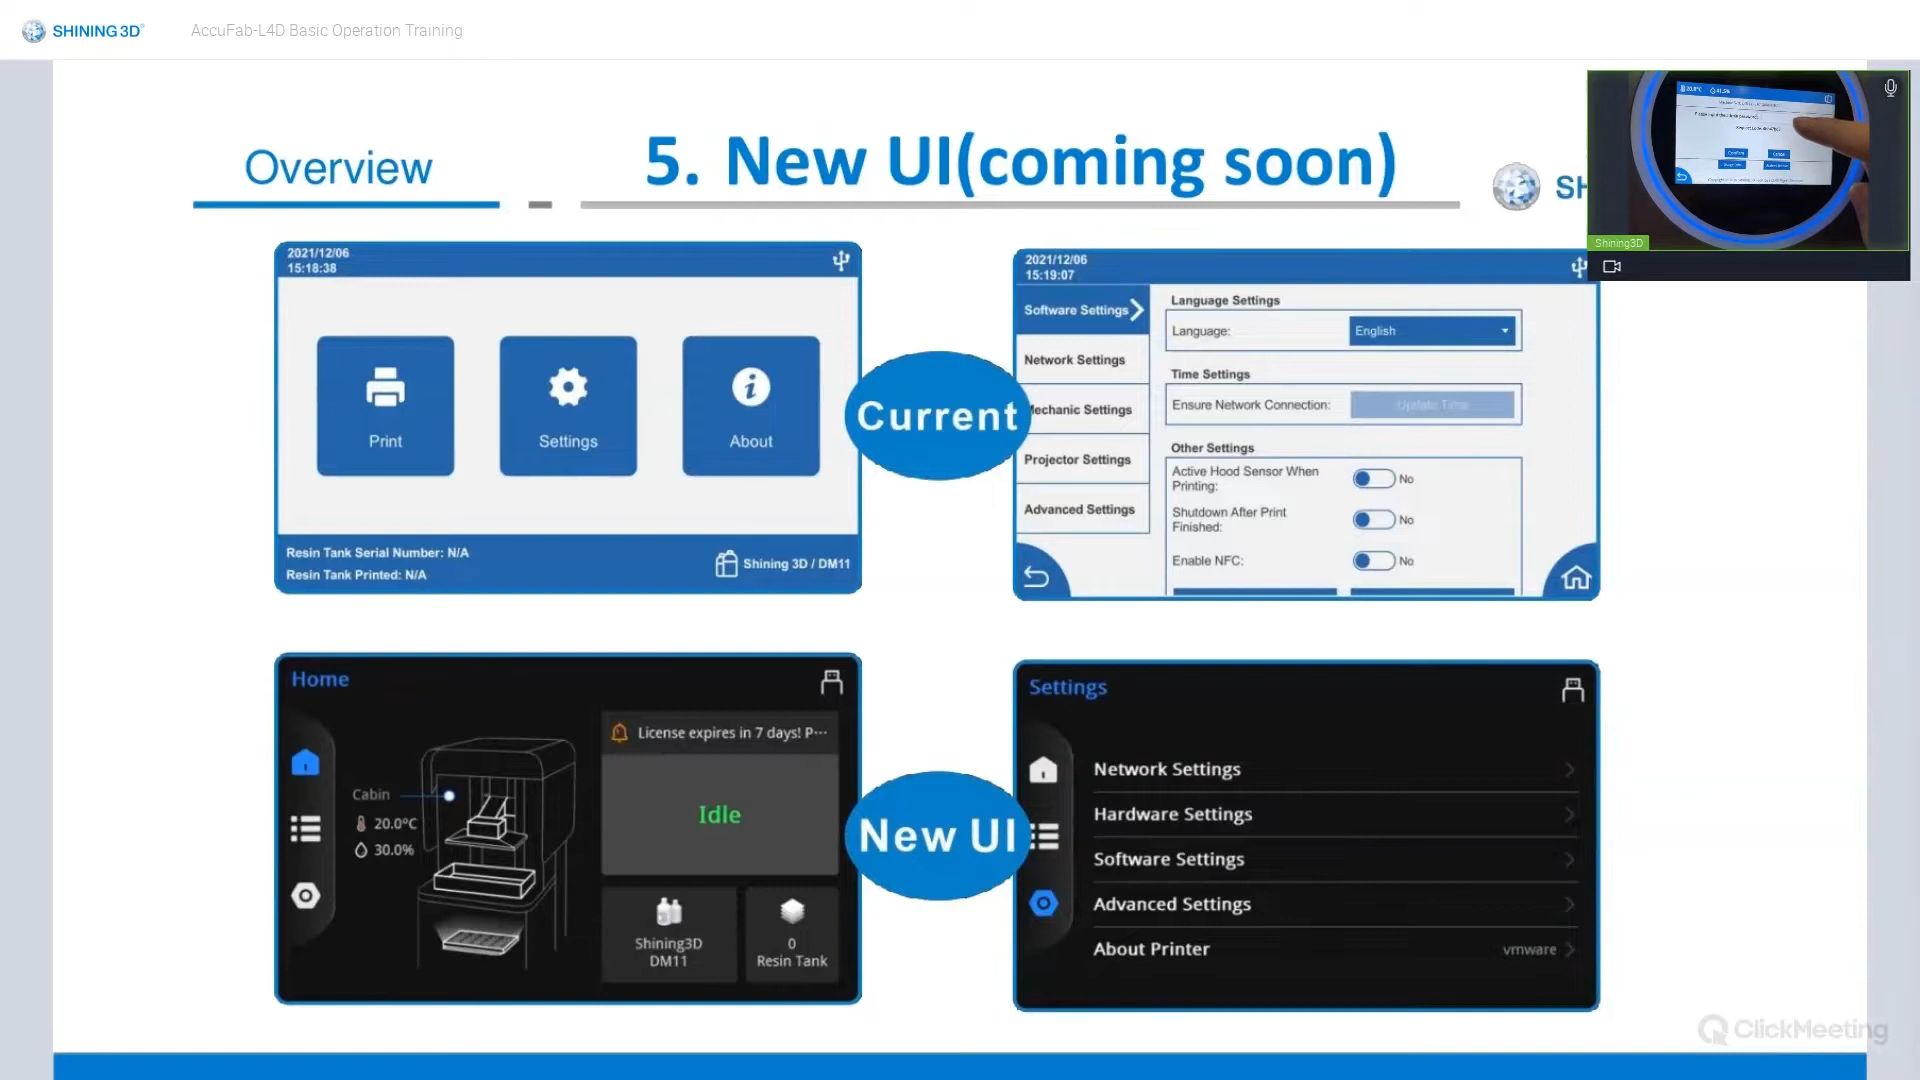 SHINING 3D®
AccuFab-L4D Basic Operation Training
Overview
5. New UI(coming soon)
SH
Shining3D
2021/12/06
15:18:38
Print
Settings
About
Resin Tank Serial Number: N/A
Resin Tank Printed: N/A
Shining 3D / DM11
Current
2021/12/06
15:19:07
Software Settings
Network Settings
Mechanic Settings
Projector Settings
Advanced Settings
Language Settings
Language:
English
Time Settings
Ensure Network Connection:
Update Time
Other Settings
Active Hood Sensor When
Printing:
No
Shutdown After Print
Finished:
No
Enable NFC:
No
Home
Cabin
20.0°C
30.0%
License expires in 7 days! P···
Idle
Shining3D
DM11
0
Resin Tank
New UI
Settings
Network Settings
Hardware Settings
Software Settings
Advanced Settings
About Printer
vmware
ClickMeeting